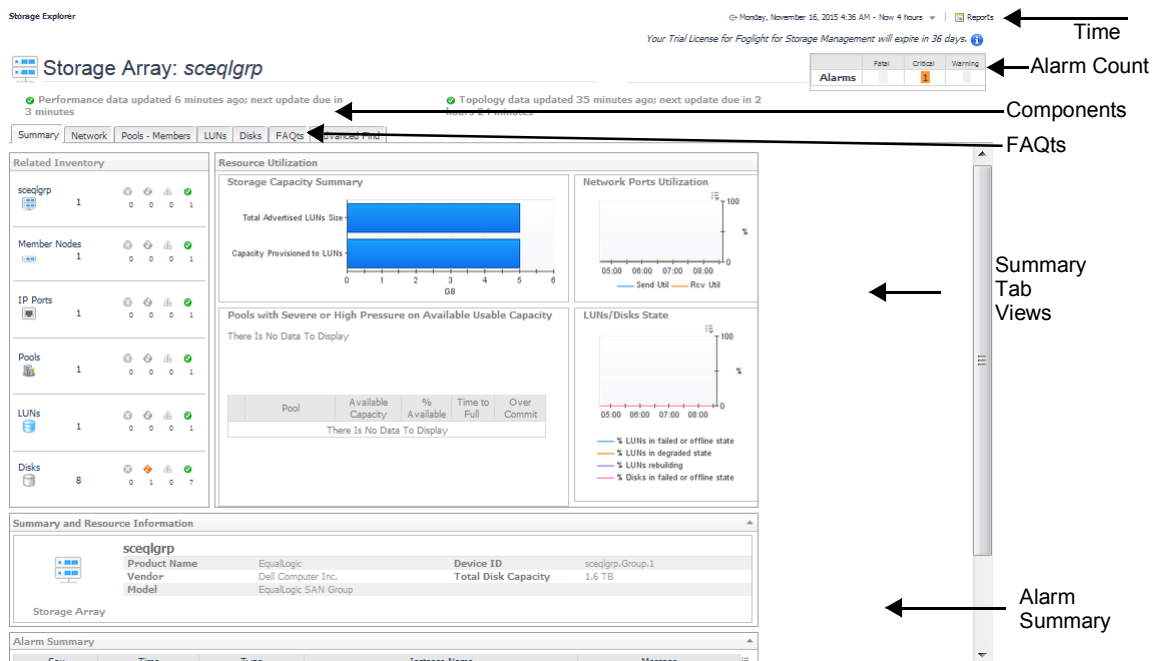 Storage Explorer
Monday, November 16, 2015 4:36 AM - Now 4 hours
Reports
Time
Your Trial License for Foglight for Storage Management will expire in 36 days.
Storage Array: sceqlgrp
Fatal Critical Warning
Alarms 1
Alarm Count
Performance data updated 6 minutes ago; next update due in
3 minutes
Topology data updated 35 minutes ago; next update due in 2
hours 24 minutes
Components
Summary Network Pools - Members LUNs Disks FAQts Advanced Find
FAQts
Related Inventory
sceqlgrp
1
0 0 0 1
Member Nodes
1
0 0 0 1
IP Ports
1
0 0 0 1
Pools
1
0 0 0 1
LUNs
1
0 0 0 1
Disks
8
0 1 0 7
Resource Utilization
Storage Capacity Summary
Total Advertised LUNs Size
Capacity Provisioned to LUNs
0 1 2 3 4 5 6
GB
Network Ports Utilization
100
%
0
05:00 06:00 07:00 08:00
Send Util Rcv Util
Pools with Severe or High Pressure on Available Usable Capacity
There Is No Data To Display
Pool Available Capacity % Available Time to Full Over Commit
There Is No Data To Display
LUNs/Disks State
100
%
0
05:00 06:00 07:00 08:00
% LUNs in failed or offline state
% LUNs in degraded state
% LUNs rebuilding
% Disks in failed or offline state
Summary
Tab
Views
Summary and Resource Information
Storage Array
sceqlgrp
Product Name EqualLogic Device ID sceqlgrp.Group.1
Vendor Dell Computer Inc. Total Disk Capacity 1.6 TB
Model EqualLogic SAN Group
Alarm
Summary
Alarm Summary
Sev Time Type Instance Name Message